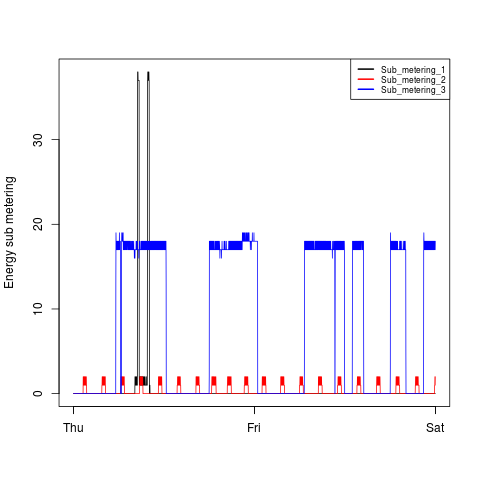 Sub_metering_1
Sub_metering_2
Sub_metering_3
Energy sub metering
30
20
10
0
Thu Fri Sat